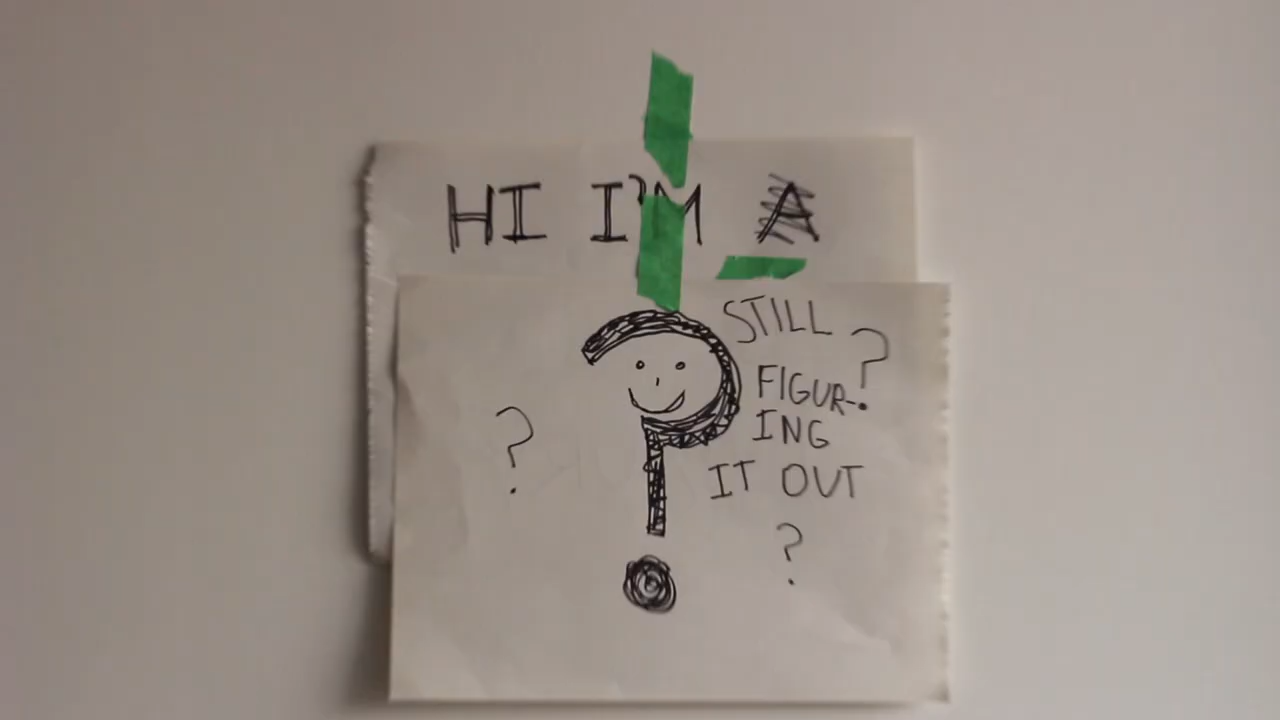 HI I'M A
STILL
?
FIGUR-
ING
?
IT OUT
?